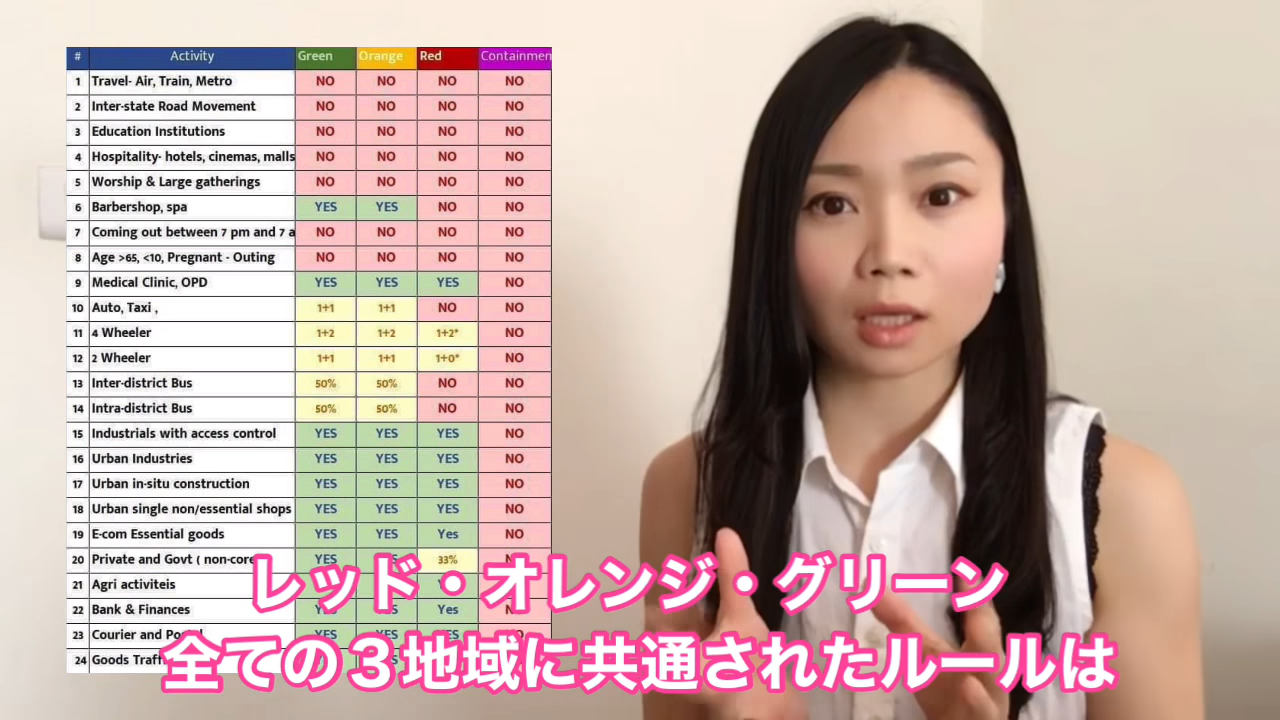 # Activity Green Orange Red Containmen
1 Travel- Air, Train, Metro NO NO NO NO
2 Inter-state Road Movement NO NO NO NO
3 Education Institutions NO NO NO NO
4 Hospitality- hotels, cinemas, malls NO NO NO NO
5 Worship & Large gatherings NO NO NO NO
6 Barbershop, spa YES YES NO NO
7 Coming out between 7 pm and 7 a NO NO NO NO
8 Age >65, <10, Pregnant - Outing NO NO NO NO
9 Medical Clinic, OPD YES YES YES NO
10 Auto, Taxi , 1+1 1+1 NO NO
11 4 Wheeler 1+2 1+2 1+2* NO
12 2 Wheeler 1+1 1+1 1+0* NO
13 Inter-district Bus 50% 50% NO NO
14 Intra-district Bus 50% 50% NO NO
15 Industrials with access control YES YES YES NO
16 Urban Industries YES YES YES NO
17 Urban in-situ construction YES YES YES NO
18 Urban single non/essential shops YES YES YES NO
19 E-com Essential goods YES YES Yes NO
20 Private and Govt ( non-core YES 33%
21 Agri activiteis
22 Bank & Finances Yes NO
23 Courier and YES YES YES NO
24 Goods
レッド・オレンジ・グリーン
全ての3地域に共通されたルールは